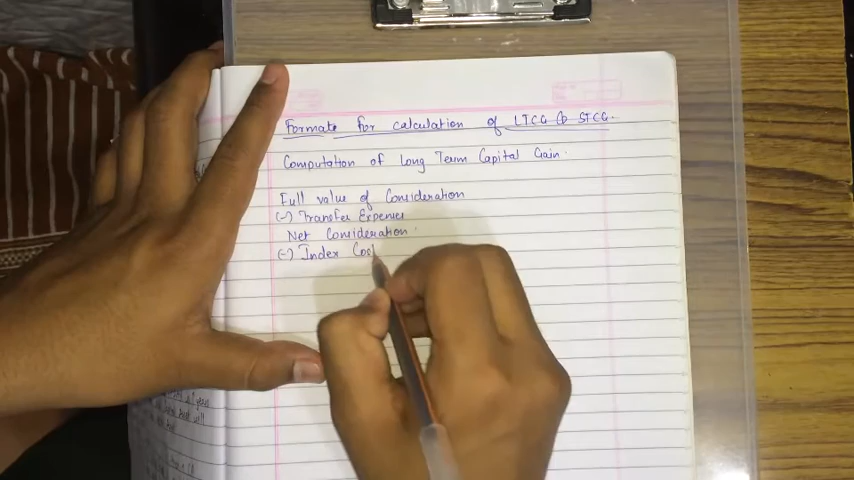 Formate for calculation of LTCG & STCG.
Computation of Long Term Capital Gain.
Full value of Consideration
(-) Transfer Expenses
Net Consideration.
(-) Index Cos